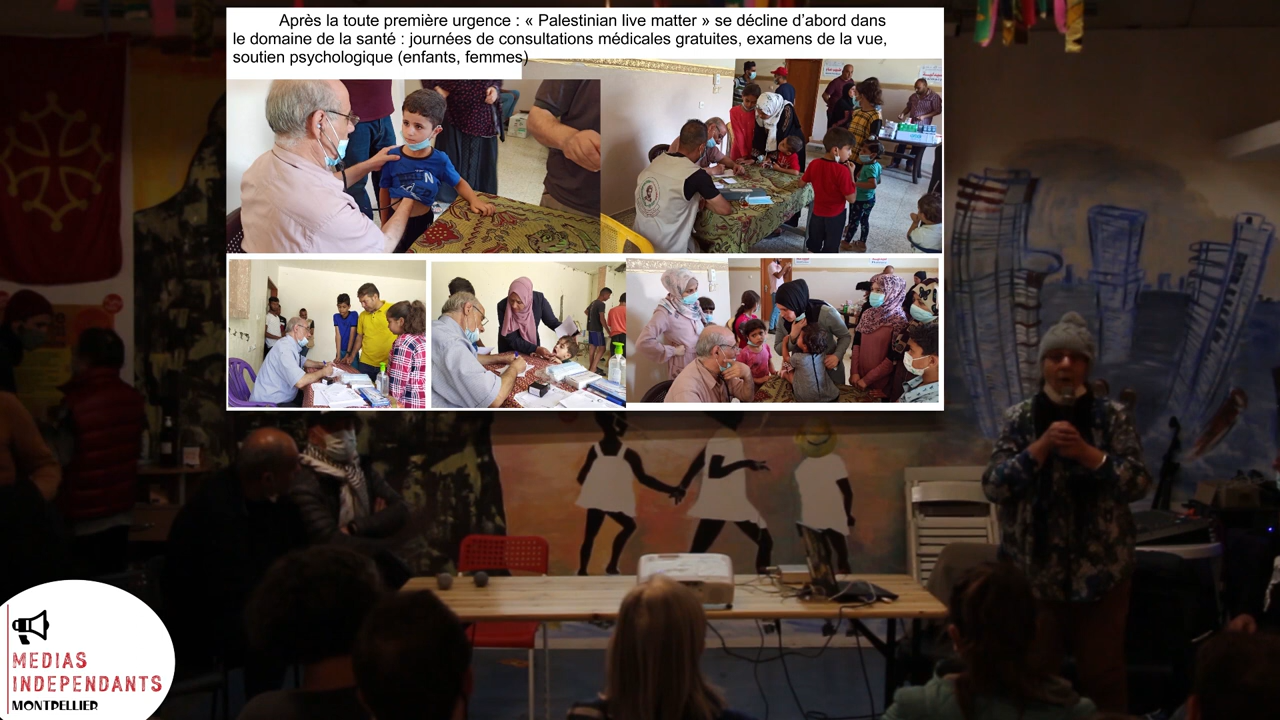 Après la toute première urgence : « Palestinian live matter » se décline d'abord dans
le domaine de la santé : journées de consultations médicales gratuites, examens de la vue,
soutien psychologique (enfants, femmes)
MEDIAS
INDEPENDANTS
MONTPELLIER